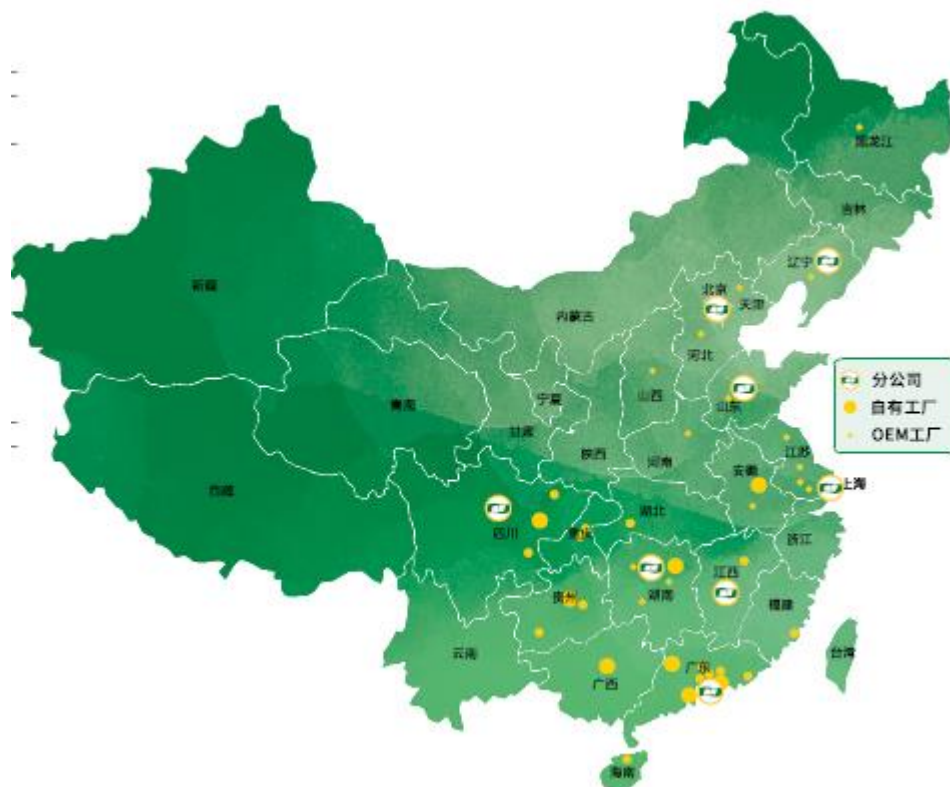 黑龙江
吉林
辽宁
北京
天津
新疆
内蒙古
河北
分公司
自有工厂
OEM工厂
山西
宁夏
青海
山东
甘肃
陕西
河南
江苏
安徽
上海
西藏
四川
重庆
湖北
浙江
江西
湖南
贵州
福建
云南
台湾
广西
广东
海南